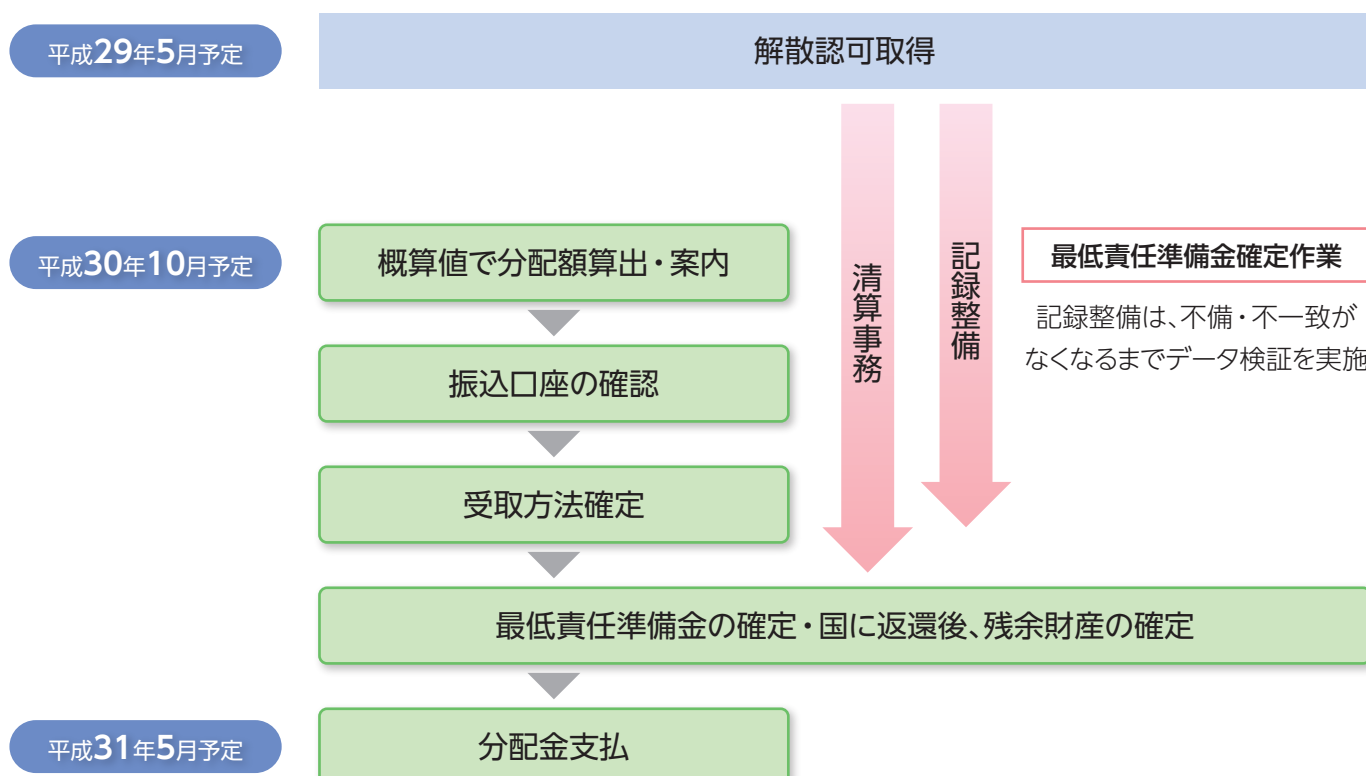 平成29年5月予定
解散認可取得
平成30年10月予定
概算値で分配額算出・案内
清算事務
記録整備
最低責任準備金確定作業
記録整備は、不備・不一致が
なくなるまでデータ検証を実施
振込口座の確認
受取方法確定
最低責任準備金の確定・国に返還後、残余財産の確定
平成31年5月予定
分配金支払